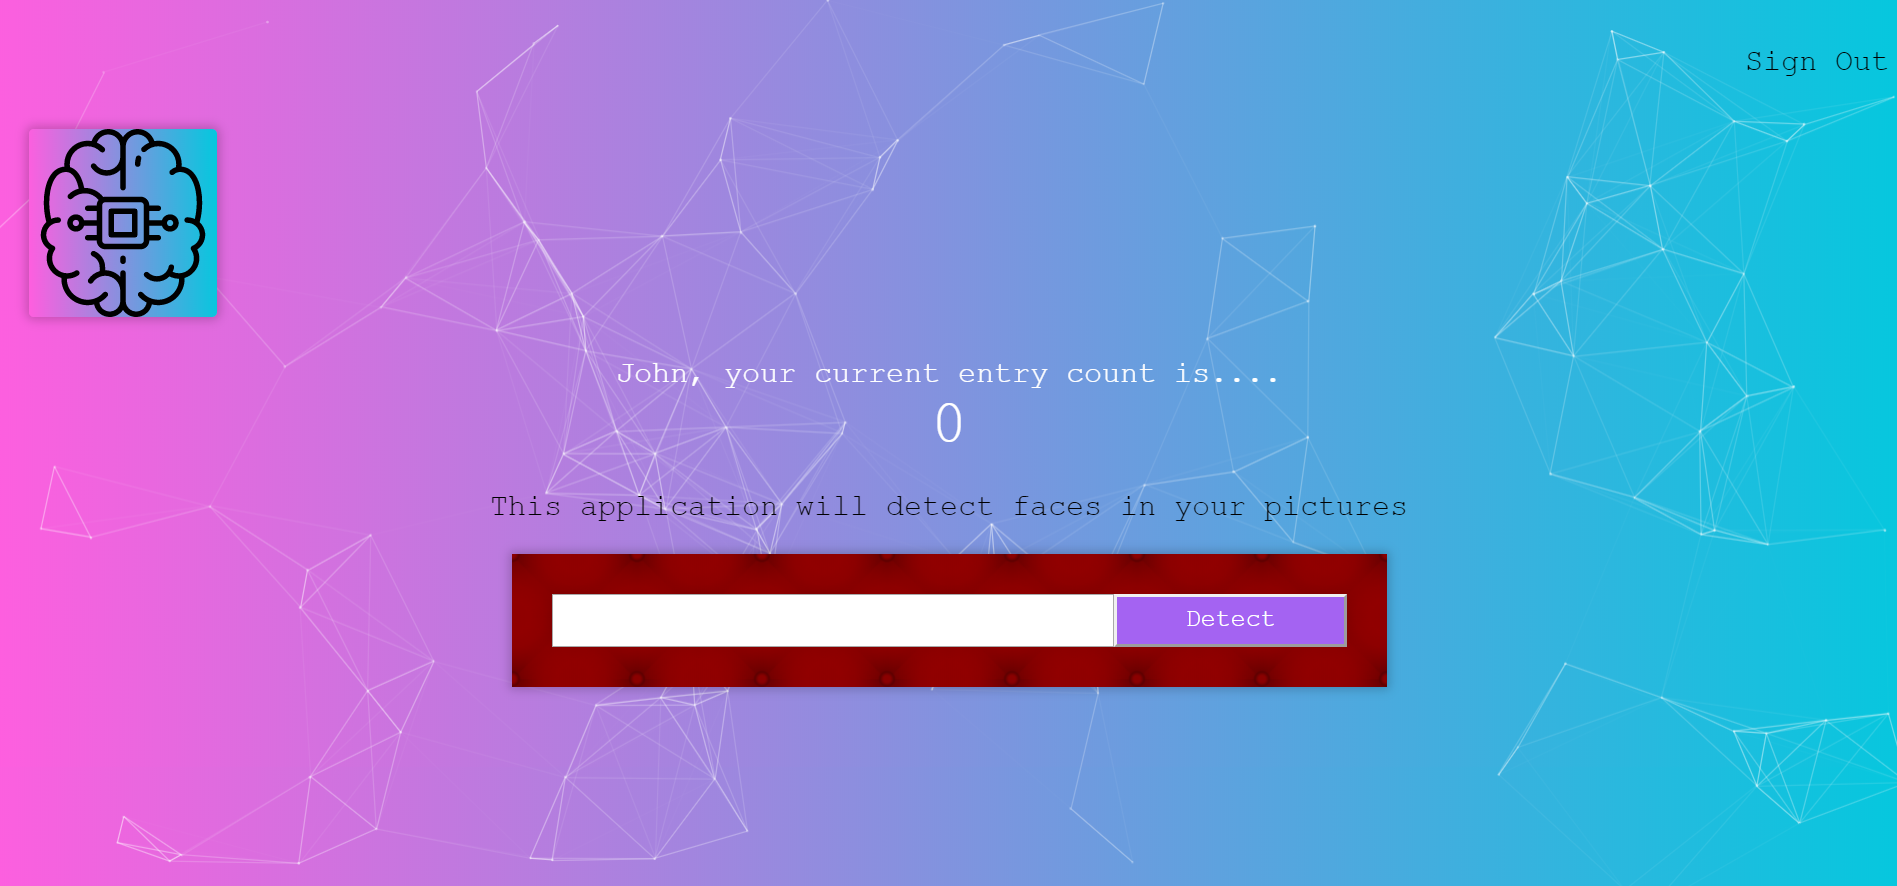 Sign Out
John, your current entry count is....
0
This application will detect faces in your pictures
Detect